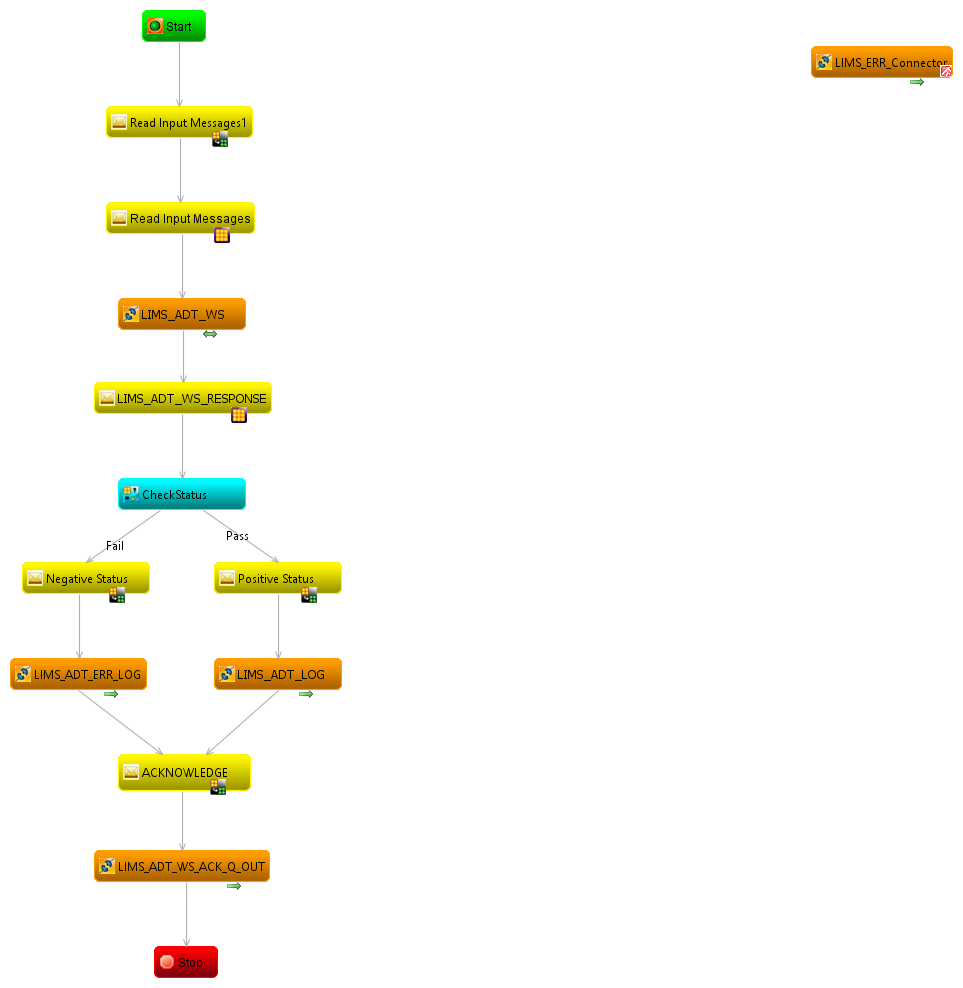 Start
LIMS_ERR_Connector
Read Input Messages1
Read Input Messages
LIMS_ADT_WS
LIMS_ADT_WS_RESPONSE
CheckStatus
Fail
Pass
Negative Status
Positive Status
LIMS_ADT_ERR_LOG
LIMS_ADT_LOG
ACKNOWLEDGE
LIMS_ADT_WS_ACK_Q_OUT
Stop